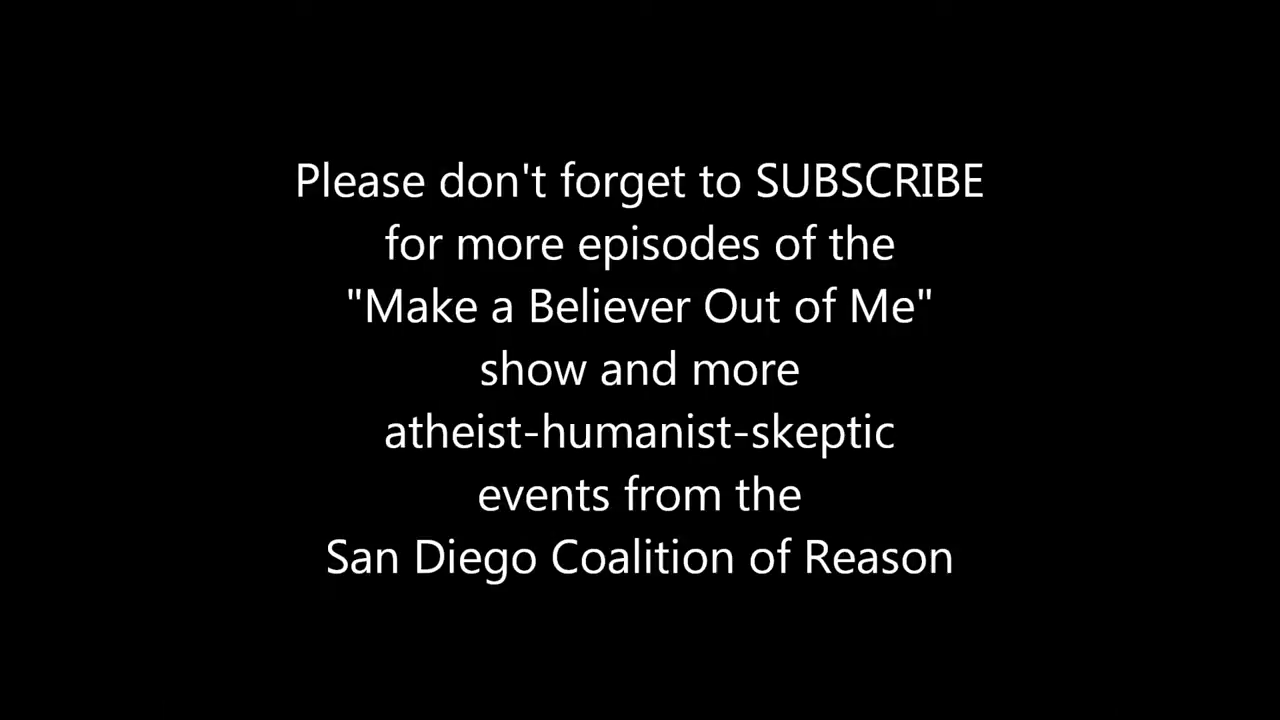 Please don't forget to SUBSCRIBE
for more episodes of the
"Make a Believer Out of Me"
show and more
atheist-humanist-skeptic
events from the
San Diego Coalition of Reason